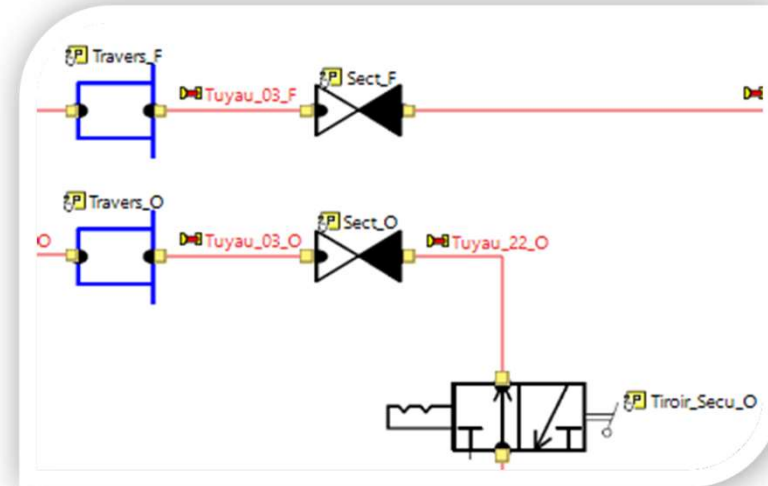 Travers_F
Tuyau_03_F
Sect_F
Travers_O
O
Tuyau_03_O
Sect_O
Tuyau_22_O
Tiroir_Secu_O